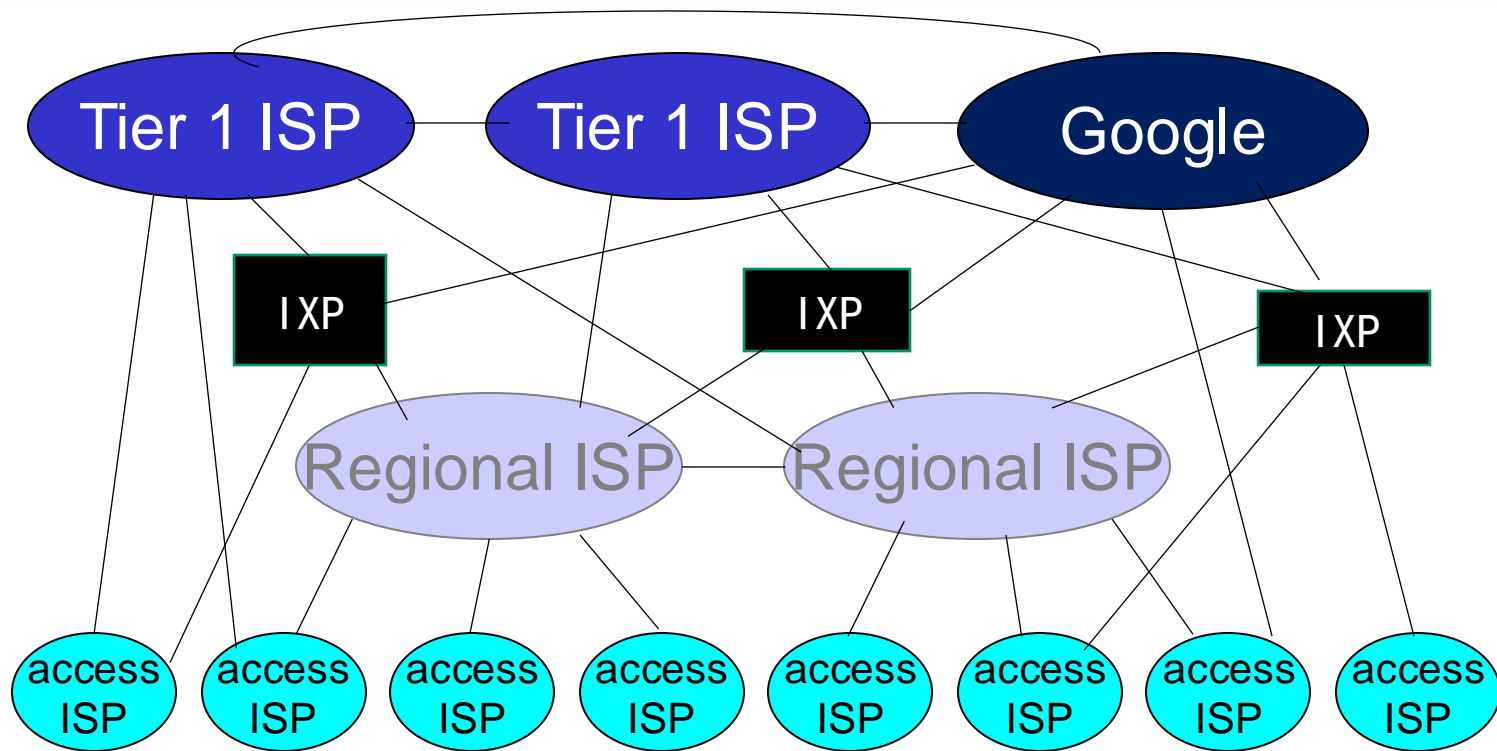 Tier 1 ISP
Tier 1 ISP
Google
IXP
IXP
IXP
Regional ISP
Regional ISP
access
ISP
access
ISP
access
ISP
access
ISP
access
ISP
access
ISP
access
ISP
access
ISP